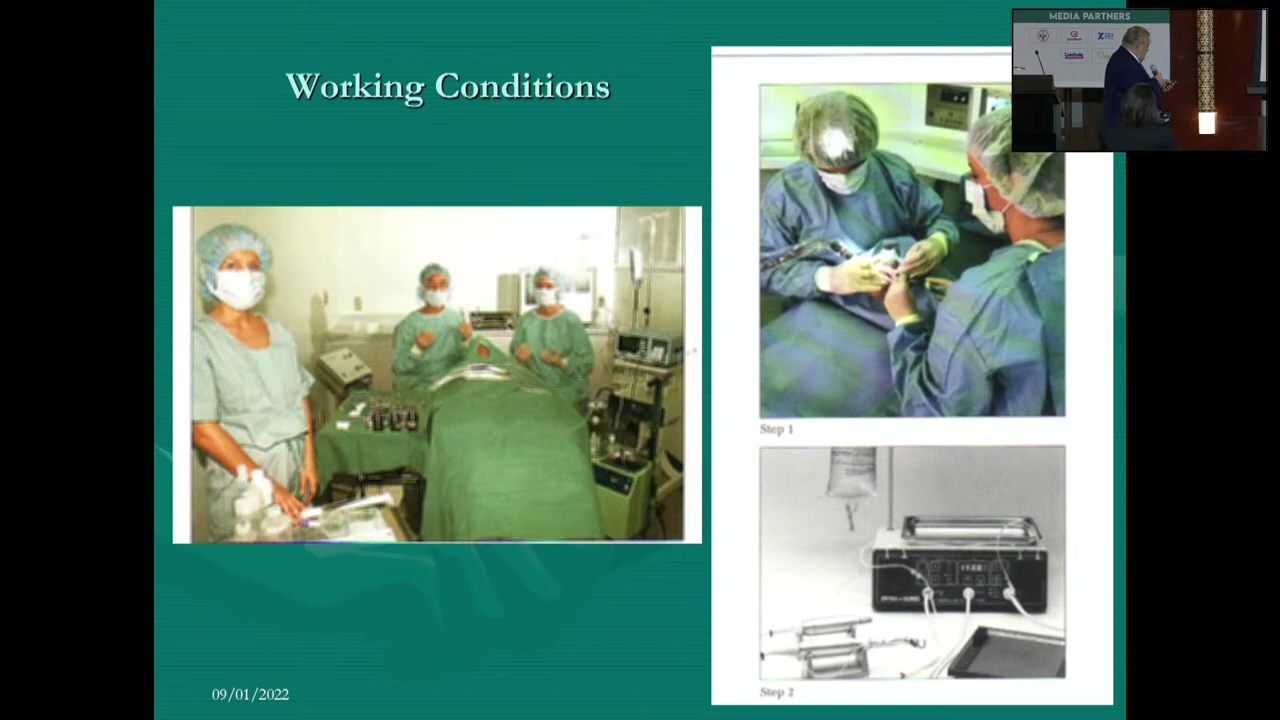 Working Conditions
MEDIA PARTNERS
Step 1
Step 2
09/01/2022